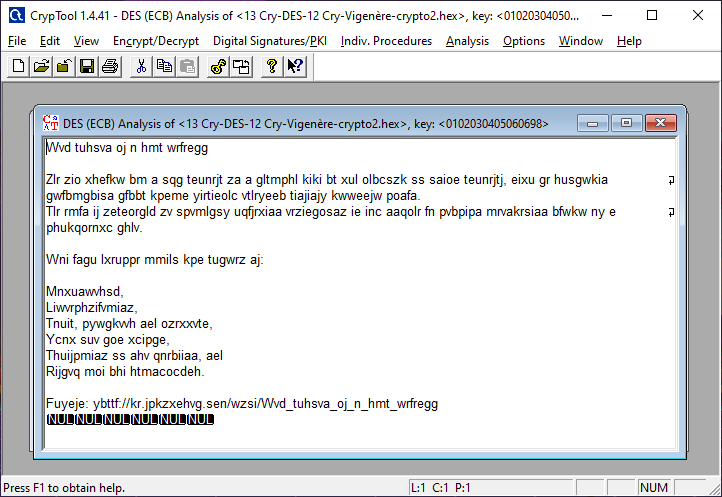 CrypTool 1.4.41 - DES (ECB) Analysis of <13 Cry-DES-12 Cry-Vigenère-crypto2.hex>, key: <01020304050...
File Edit View Encrypt/Decrypt Digital Signatures/PKI Indiv. Procedures Analysis Options Window Help
DES (ECB) Analysis of <13 Cry-DES-12 Cry-Vigenère-crypto2.hex>, key: <0102030405060698>
Wvd tuhsva oj n hmt wrfregg
Zlr zio xhefkw bm a sqg teunrjt za a gltmphl kiki bt xul olbcszk ss saioe teunrjtj, eixu gr husgwkia
gwfbmgbisa gfbbt kpeme yirtieolc vtlryeeb tiajiajy kwweejw poafa.
Tlr rmfa ij zeteorgld zv spvmlgsy uqfjrxiaa vrziegosaz ie inc aaqolr fn pvbpipa mrvakrsiaa bfwkw ny e
phukqornxc ghlv.
Wni fagu lxruppr mmils kpe tugwrz aj:
Mnxuawvhsd,
Liwvrphzifvmiaz,
Tnuit, pywgkwh ael ozrxxvte,
Ycnx suv goe xcipge,
Thuijpmiaz ss ahv qnrbiiaa, ael
Rijgvq moi bhi htmacocdeh.
Fuyeje: ybttf://kr.jpkzxehvg.sen/wzsi/Wvd_tuhsva_oj_n_hmt_wrfregg
NULNULNULNULNULNUL
Press F1 to obtain help. L:1 C:1 P:1 NUM